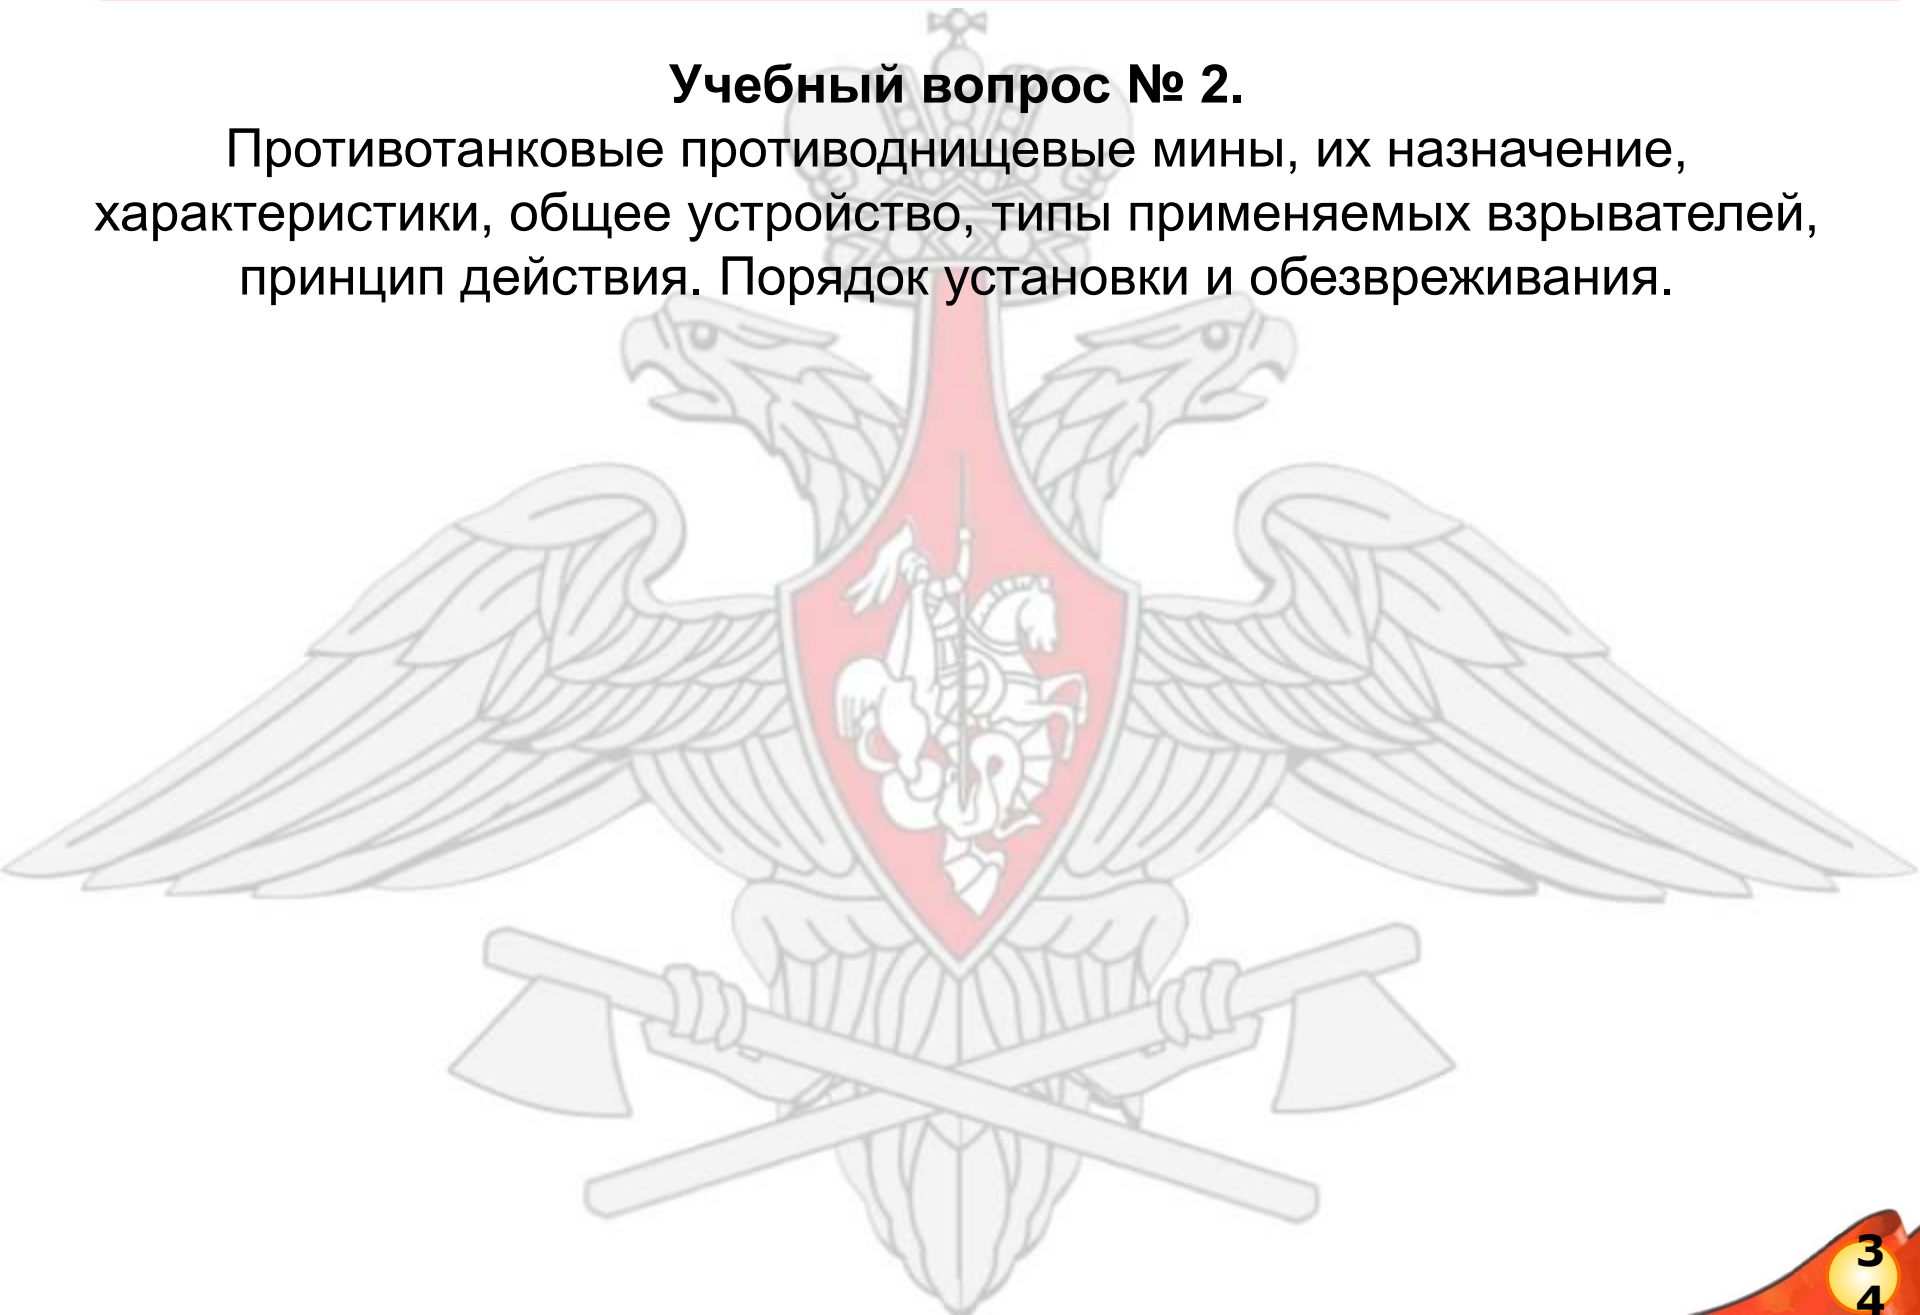 Учебный вопрос № 2.
Противотанковые противоднищевые мины, их назначение,
характеристики, общее устройство, типы применяемых взрывателей,
принцип действия. Порядок установки и обезвреживания.
3
4